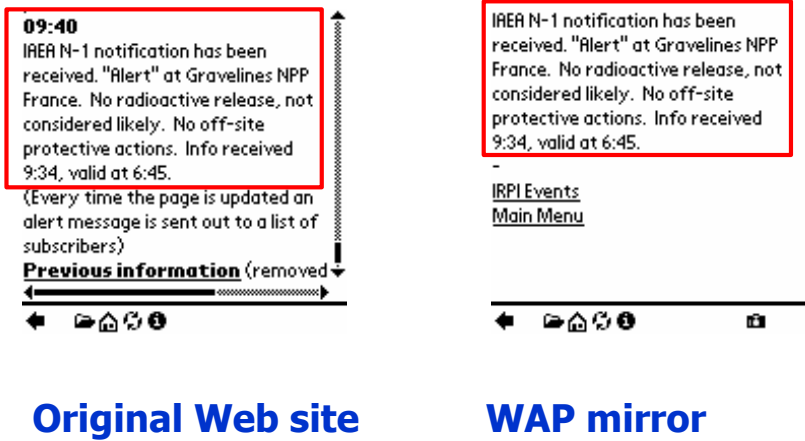 09:40
IAEA N-1 notification has been
received. "Alert" at Gravelines NPP
France. No radioactive release, not
considered likely. No off-site
protective actions. Info received
9:34, valid at 6:45.
(Every time the page is updated an
alert message is sent out to a list of
subscribers)
Previous information (removed
IAEA N-1 notification has been
received. "Alert" at Gravelines NPP
France. No radioactive release, not
considered likely. No off-site
protective actions. Info received
9:34, valid at 6:45.
-
IRPI Events
Main Menu
Original Web site
WAP mirror